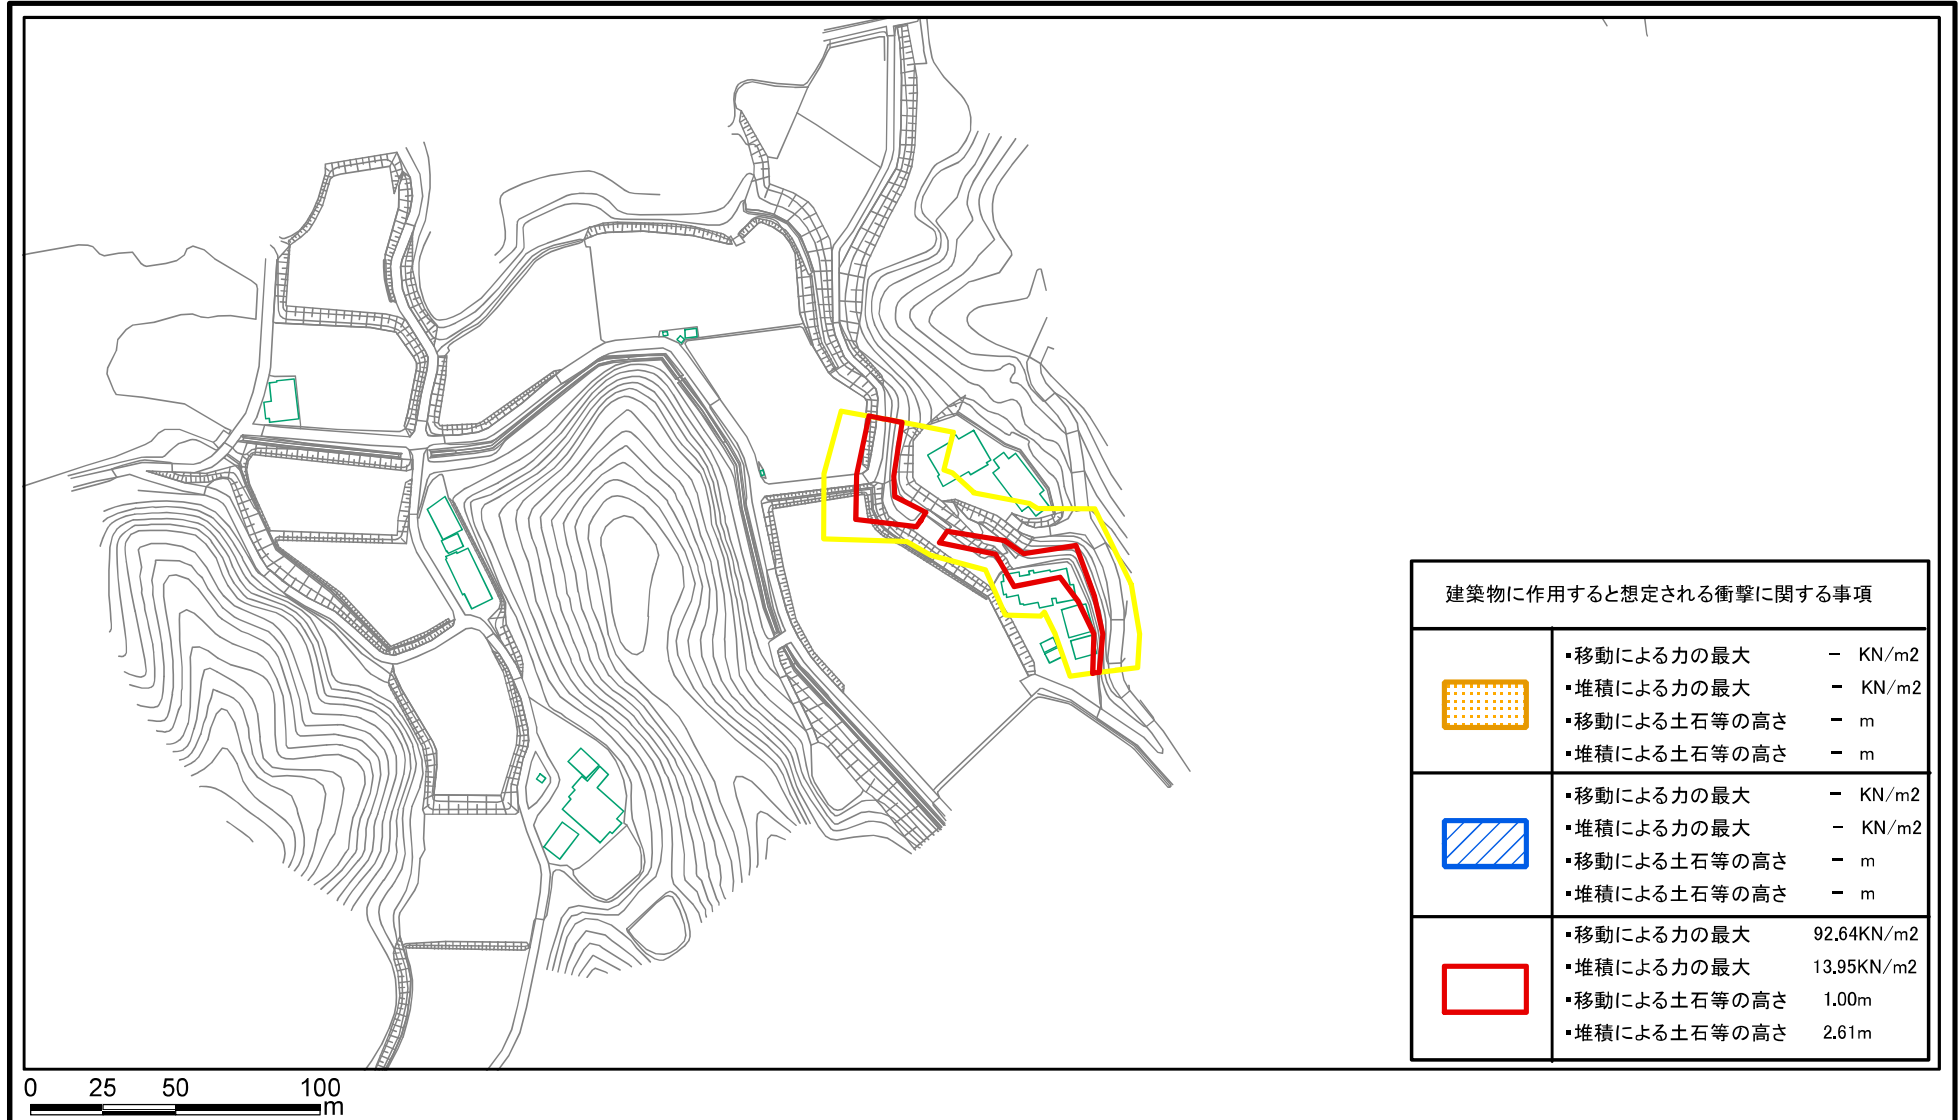 建築物に作用すると想定される衝撃に関する事項
▪移動による力の最大 － KN/m2
▪堆積による力の最大 － KN/m2
▪移動による土石等の高さ － m
▪堆積による土石等の高さ － m
▪移動による力の最大 － KN/m2
▪堆積による力の最大 － KN/m2
▪移動による土石等の高さ － m
▪堆積による土石等の高さ － m
▪移動による力の最大 92.64KN/m2
▪堆積による力の最大 13.95KN/m2
▪移動による土石等の高さ 1.00m
▪堆積による土石等の高さ 2.61m
0 25 50 100
m